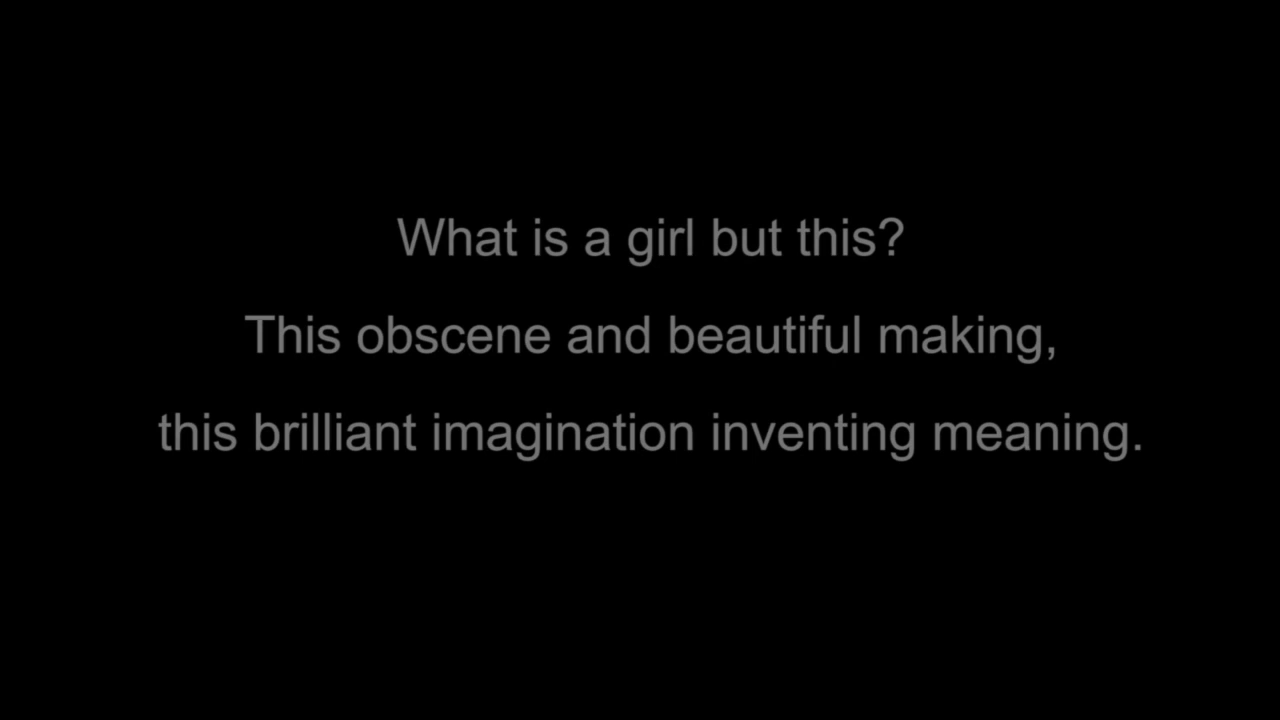 What is a girl but this?
This obscene and beautiful making,
this brilliant imagination inventing meaning.